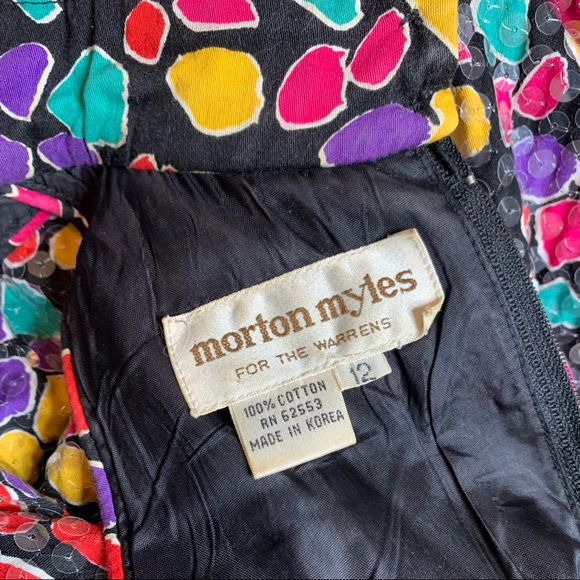 morton myles
FOR THE WARRENS
12
100% COTTON
RN 62553
MADE IN KOREA